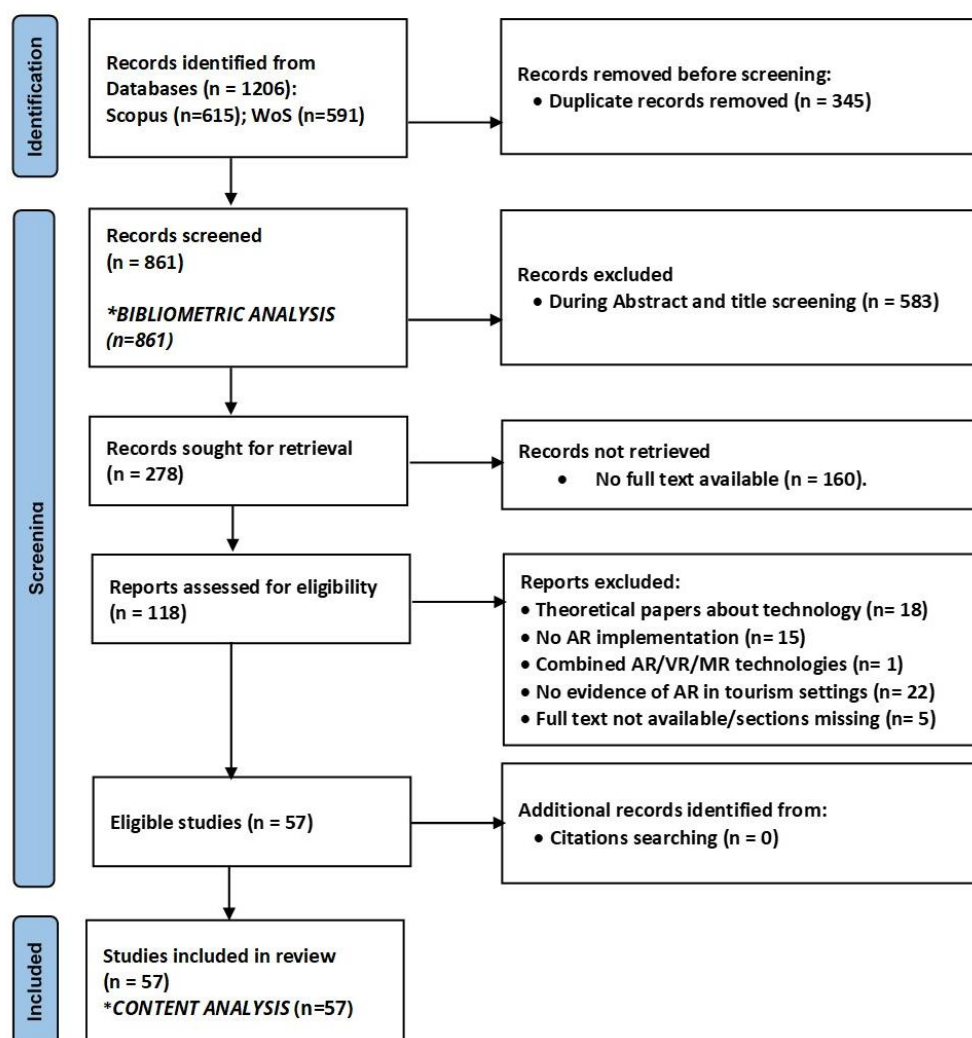 Identification
Records identified from
Databases (n = 1206):
Scopus (n=615); WoS (n=591)
Records removed before screening:
• Duplicate records removed (n = 345)
Screening
Records screened
(n = 861)
*BIBLIOMETRIC ANALYSIS
(n=861)
Records excluded
• During Abstract and title screening (n = 583)
Records sought for retrieval
n = 278)
Records not retrieved
• No full text available (n = 160).
Reports assessed for eligibility
(n = 118)
Reports excluded:
• Theoretical papers about technology (n= 18)
• No AR implementation (n= 15)
• Combined AR/VR/MR technologies (n= 1)
• No evidence of AR in tourism settings (n= 22)
• Full text not available/sections missing (n= 5)
Eligible studies (n = 57)
Additional records identified from:
• Citations searching (n = 0)
Included
Studies included in review
(n = 57)
*CONTENT ANALYSIS (n=57)